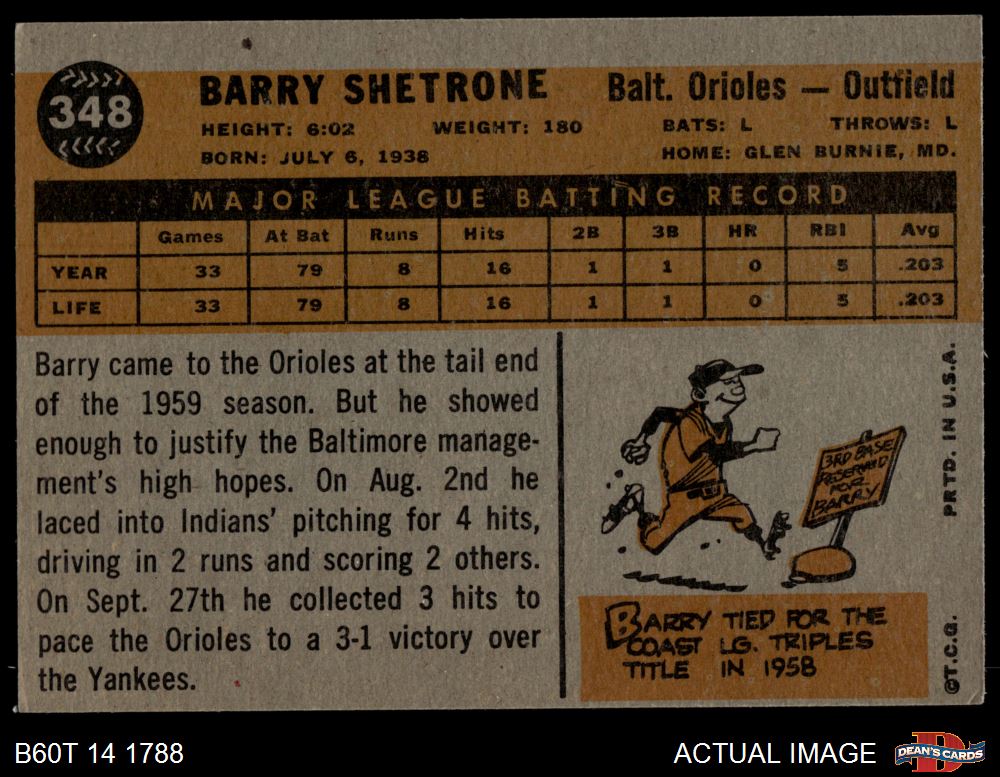 348
BARRY SHETRONE Balt. Orioles — Outfield
HEIGHT: 6:02 WEIGHT: 180 BATS: L THROWS: L
BORN: JULY 6, 1938 HOME: GLEN BURNIE, MD.
MAJOR LEAGUE BATTING RECORD
Games At Bat Runs Hits 2B 3B HR RBI Avg
YEAR 33 79 8 16 1 1 0 5 .203
LIFE 33 79 8 16 1 1 0 5 .203
Barry came to the Orioles at the tail end
of the 1959 season. But he showed
enough to justify the Baltimore manage-
ment's high hopes. On Aug. 2nd he
laced into Indians' pitching for 4 hits,
driving in 2 runs and scoring 2 others.
On Sept. 27th he collected 3 hits to
pace the Orioles to a 3-1 victory over
the Yankees.
3RD BASE
RESERVED
FOR
BARRY
BARRY TIED FOR THE
COAST LG. TRIPLES
TITLE IN 1958
©T.C.G. PRTD. IN U.S.A.
B60T 14 1788 ACTUAL IMAGE
D
DEAN'S CARDS